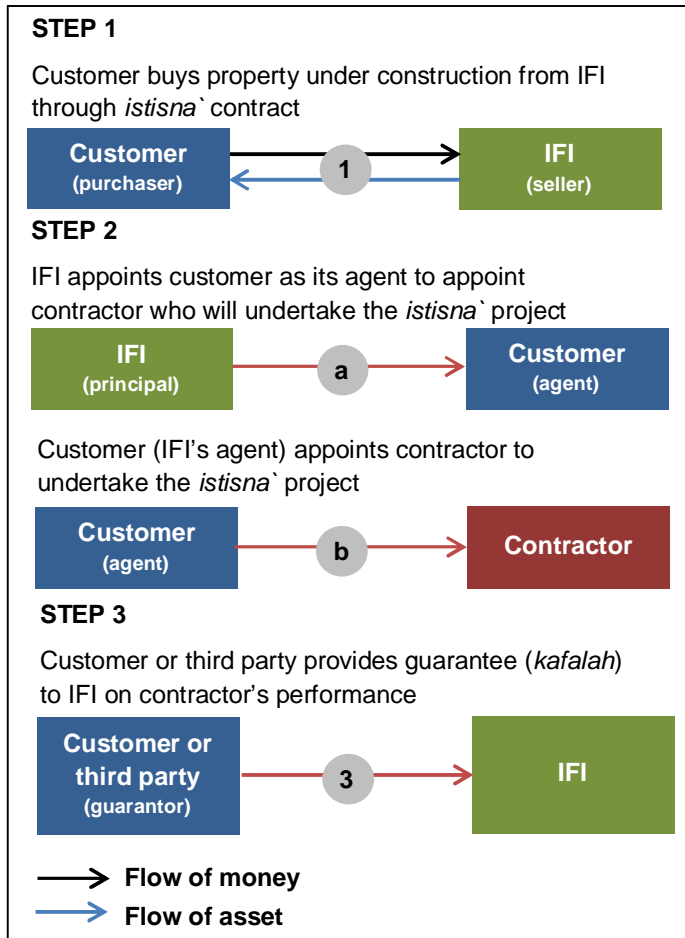 STEP 1
Customer buys property under construction from IFI
through istisna` contract
Customer
(purchaser)
1
IFI
(seller)
STEP 2
IFI appoints customer as its agent to appoint
contractor who will undertake the istisna` project
IFI
(principal)
a
Customer
(agent)
Customer (IFI’s agent) appoints contractor to
undertake the istisna` project
Customer
(agent)
b
Contractor
STEP 3
Customer or third party provides guarantee (kafalah)
to IFI on contractor’s performance
Customer or
third party
(guarantor)
3
IFI
Flow of money
Flow of asset